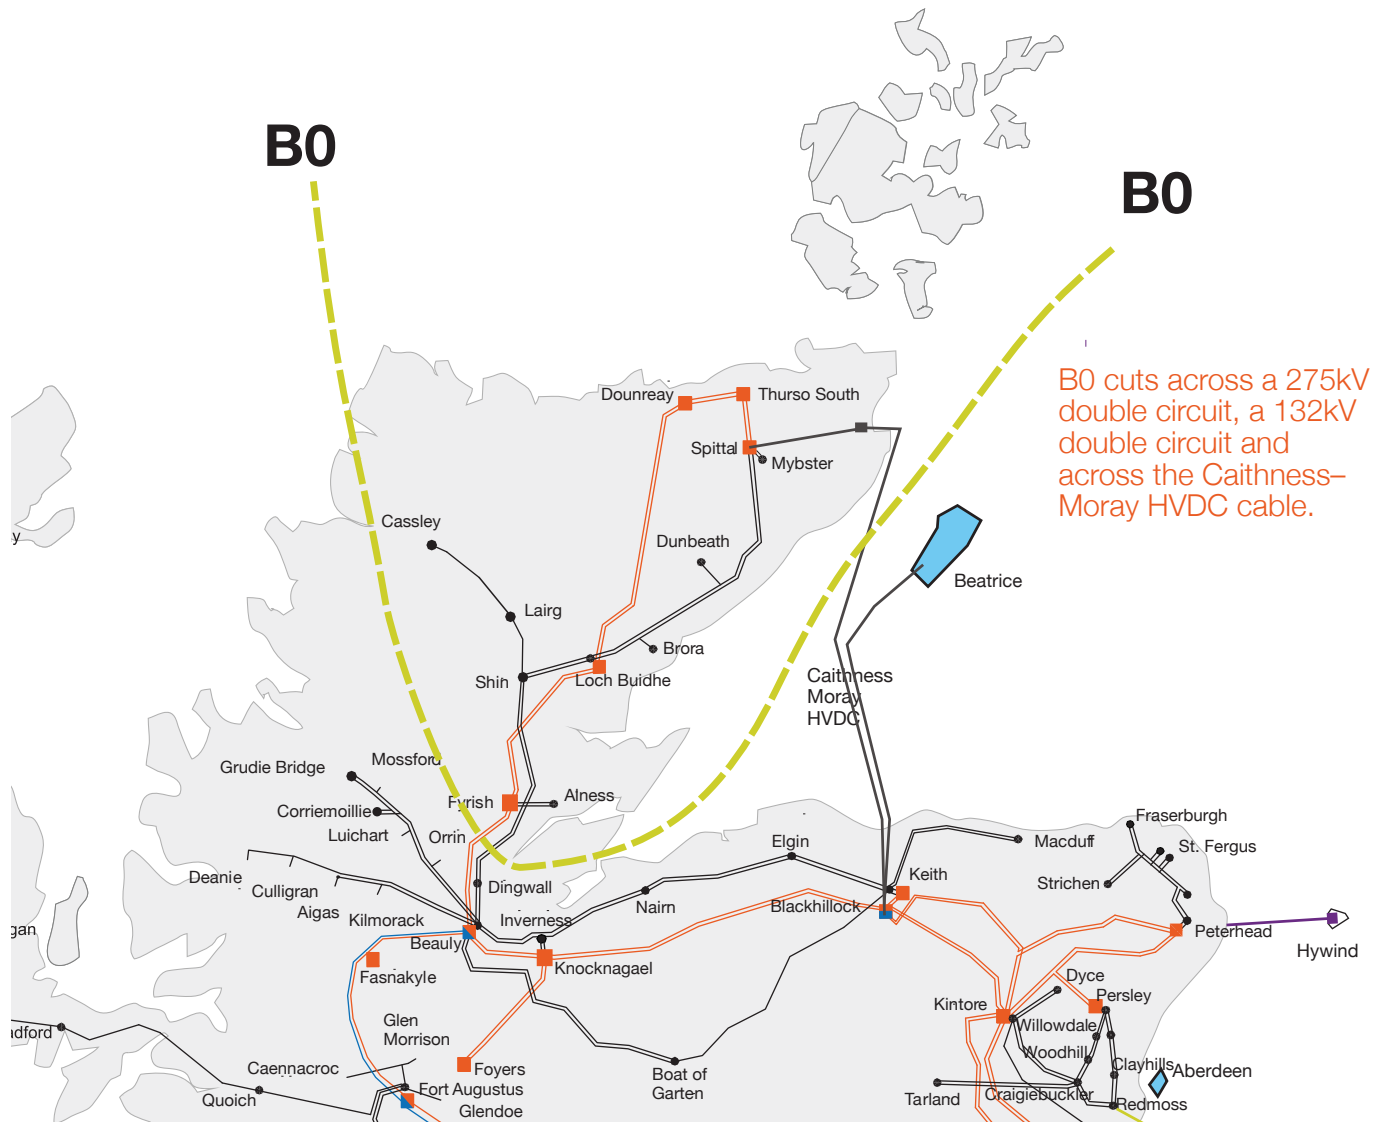 B0
B0
B0 cuts across a 275kV
double circuit, a 132kV
double circuit and
across the Caithness–
Moray HVDC cable.
Dounreay
Thurso South
Spittal
Mybster
Cassley
y
Dunbeath
Beatrice
Lairg
Brora
Shin
Loch Buidhe
Caithness
Moray
HVDC
Mossford
Grudie Bridge
Fyrish
Alness
Corriemoillie
Luichart
Orrin
Elgin
Macduff
Fraserburgh
St. Fergus
Deanie
Culligran
Aigas
Dingwall
Keith
Strichen
Kilmorack
Inverness
Nairn
Blackhillock
gan
Beauly
Peterhead
Hywind
Fasnakyle
Knocknagael
Dyce
Persley
Kintore
adford
Glen
Morrison
Willowdale
Woodhill
Clayhills
Caennacroc
Foyers
Boat of
Garten
Aberdeen
Quoich
Fort Augustus
Glendoe
Tarland
Craigiebuckler
Redmoss